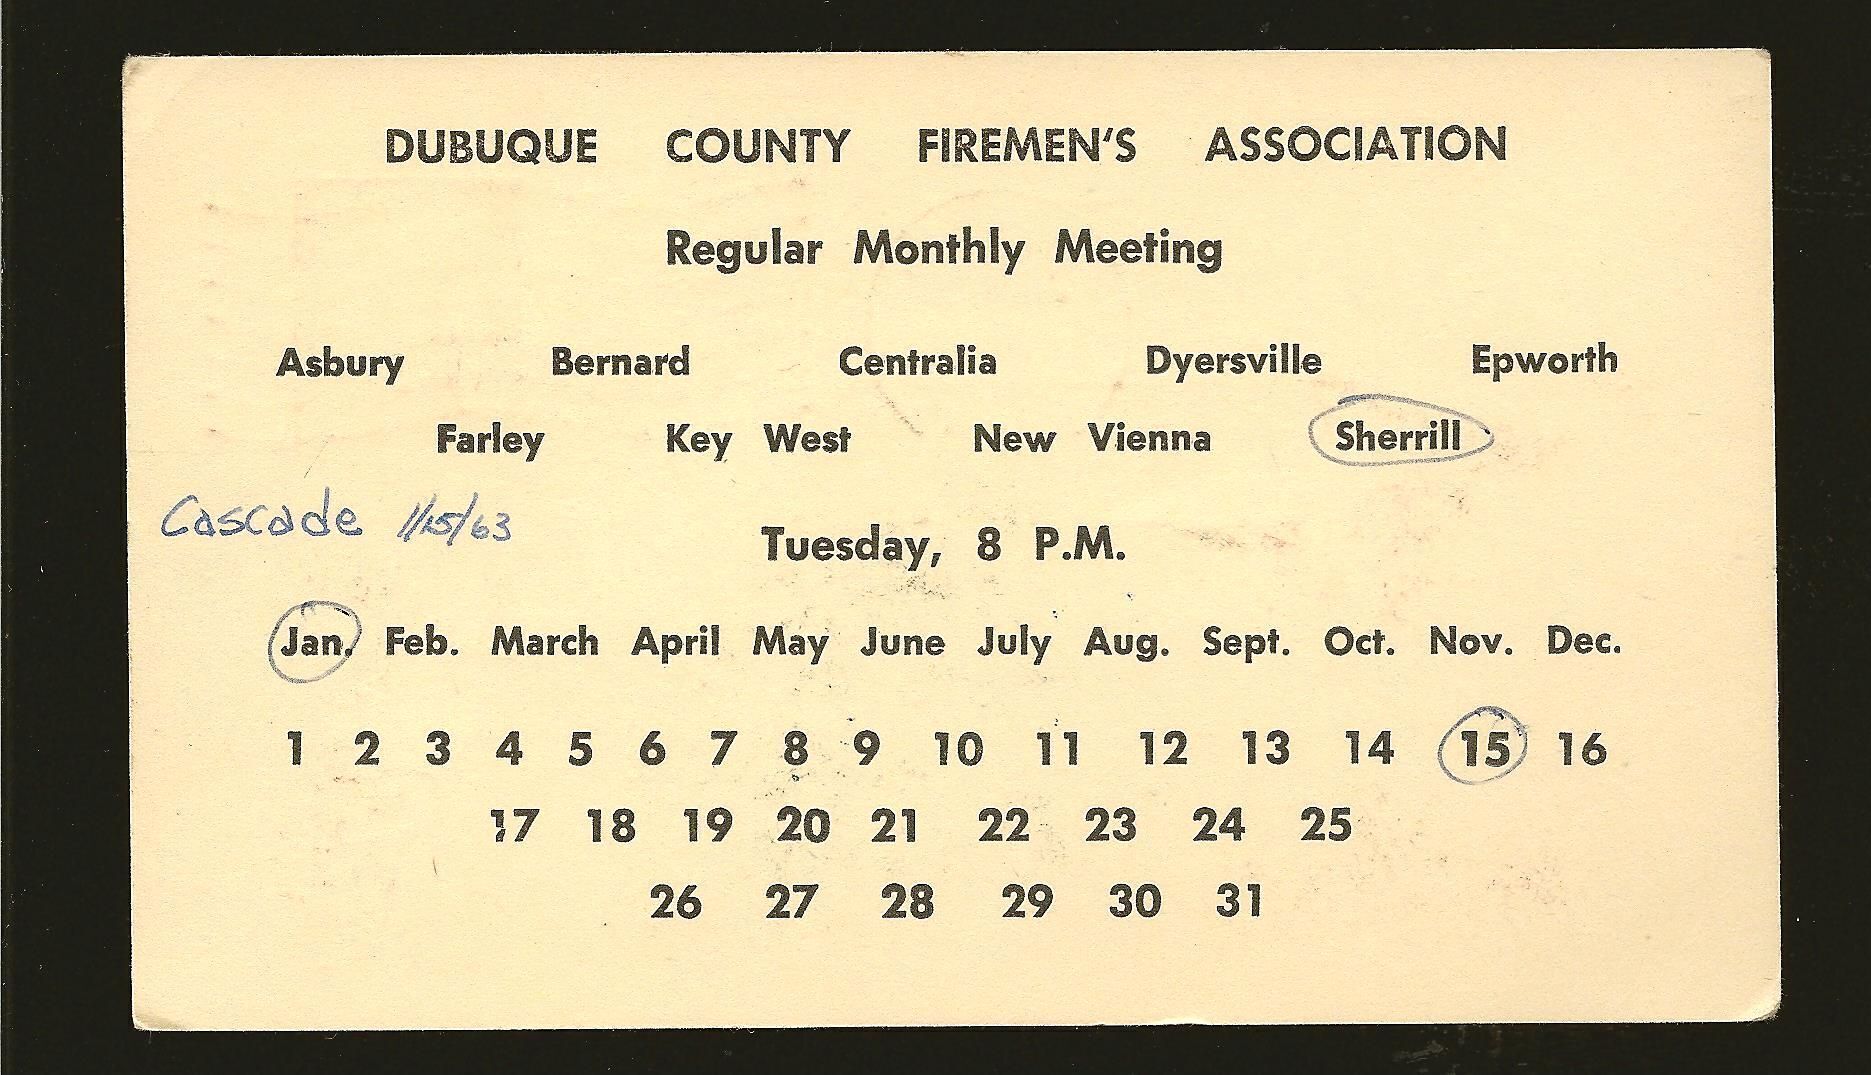 DUBUQUE COUNTY FIREMEN'S ASSOCIATION
Regular Monthly Meeting
Asbury Bernard Centralia Dyersville Epworth
Farley Key West New Vienna Sherrill
Cascade 1/15/63
Tuesday, 8 P.M.
Jan. Feb. March April May June July Aug. Sept. Oct. Nov. Dec.
1 2 3 4 5 6 7 8 9 10 11 12 13 14 15 16
17 18 19 20 21 22 23 24 25
26 27 28 29 30 31